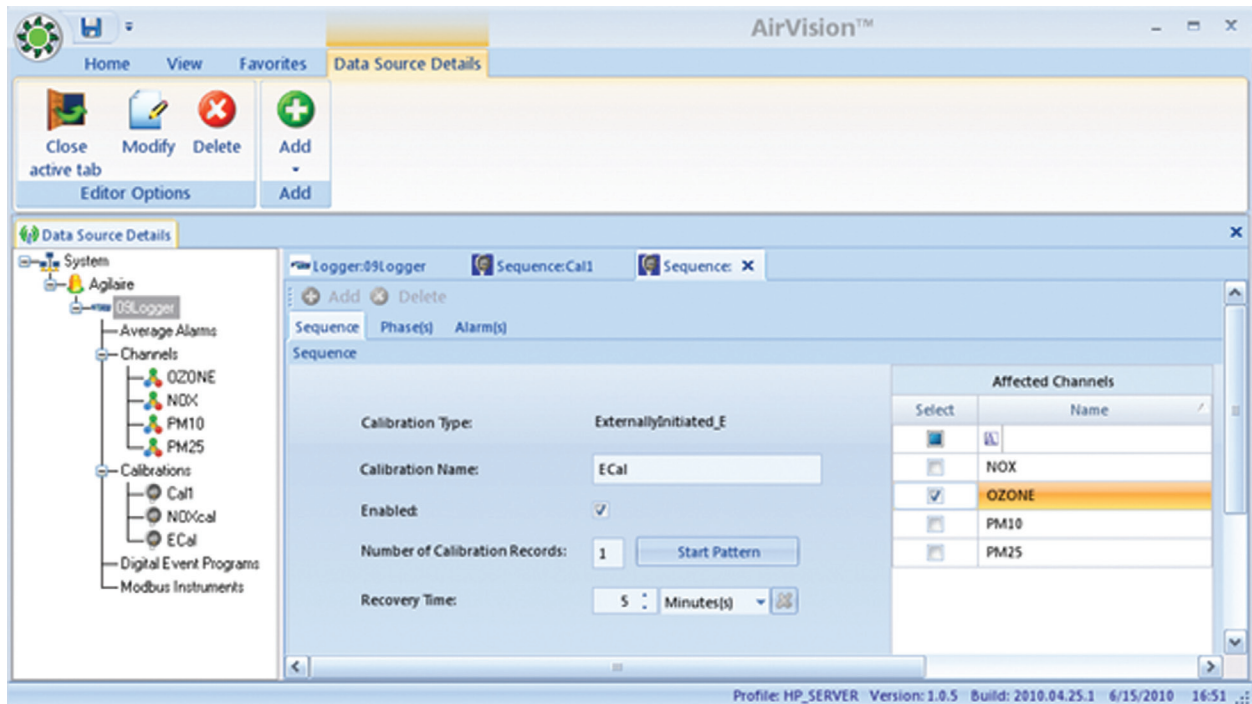 AirVision™
Home View Favorites Data Source Details
Close active tab
Modify
Delete
Add
Editor Options
Add
Data Source Details
System
Agilaire
09Logger
Average Alarms
Channels
OZONE
NOX
PM10
PM25
Calibrations
Cal1
NOXcal
ECal
Digital Event Programs
Modbus Instruments
Logger:09Logger Sequence:Cal1 Sequence:
Add Delete
Sequence Phase(s) Alarm(s)
Sequence
Calibration Type: ExternallyInitiated_E
Calibration Name: ECal
Enabled:
Number of Calibration Records: 1 Start Pattern
Recovery Time: 5 Minutes(s)
Affected Channels
Select Name
A
NOX
OZONE
PM10
PM25
Profile: HP_SERVER Version: 1.0.5 Build: 2010.04.25.1 6/15/2010 16:51